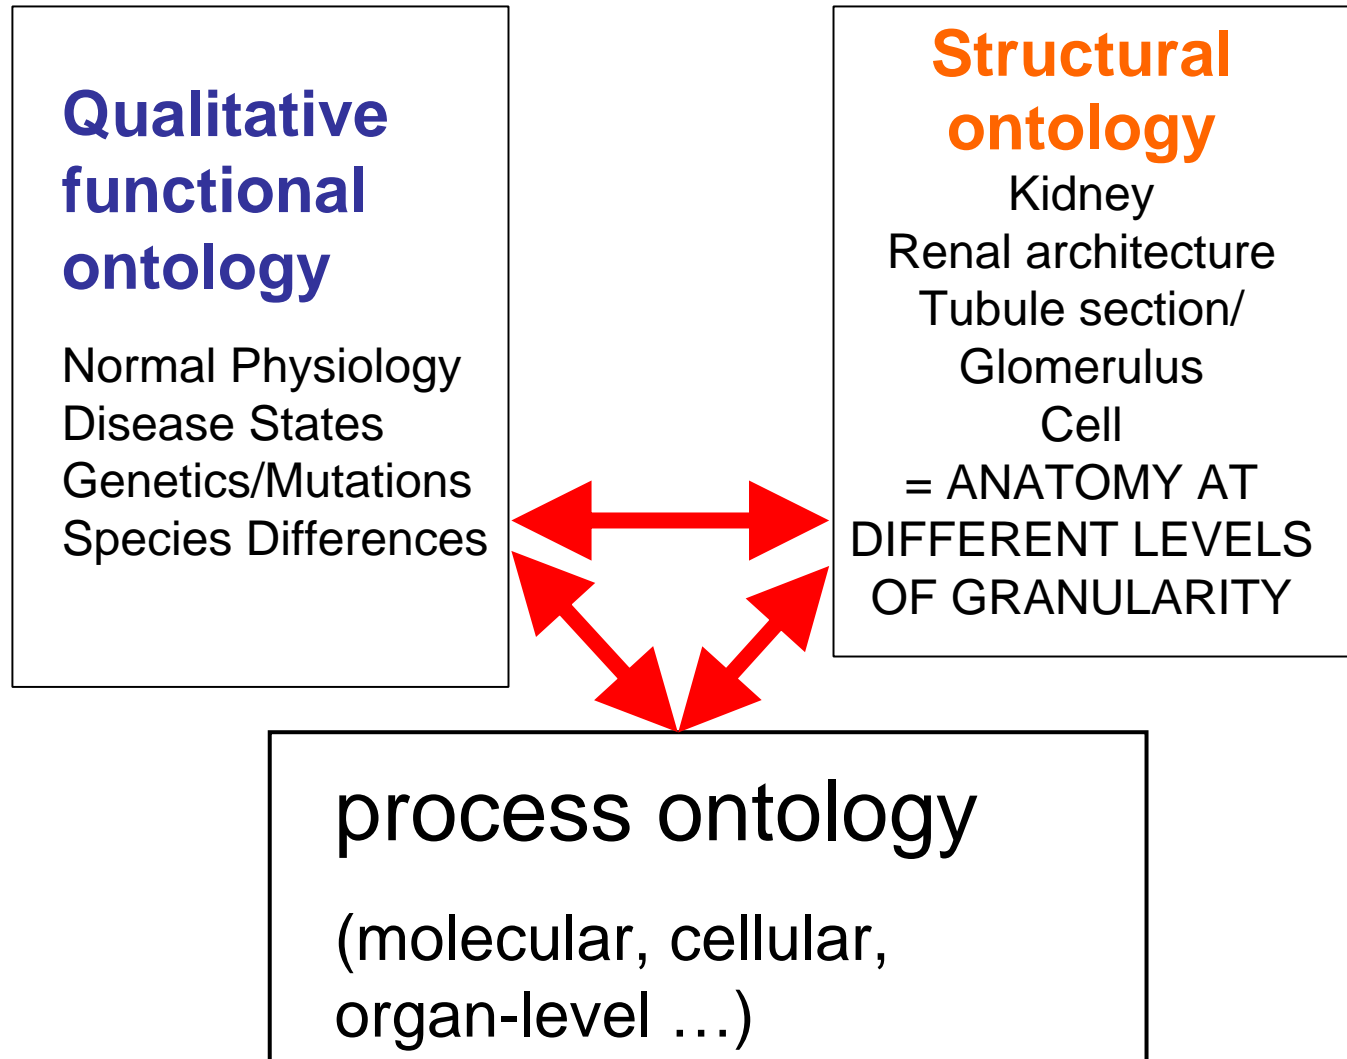 Qualitative
functional
ontology
Normal Physiology
Disease States
Genetics/Mutations
Species Differences
Structural
ontology
Kidney
Renal architecture
Tubule section/
Glomerulus
Cell
= ANATOMY AT
DIFFERENT LEVELS
OF GRANULARITY
process ontology
(molecular, cellular,
organ-level …)